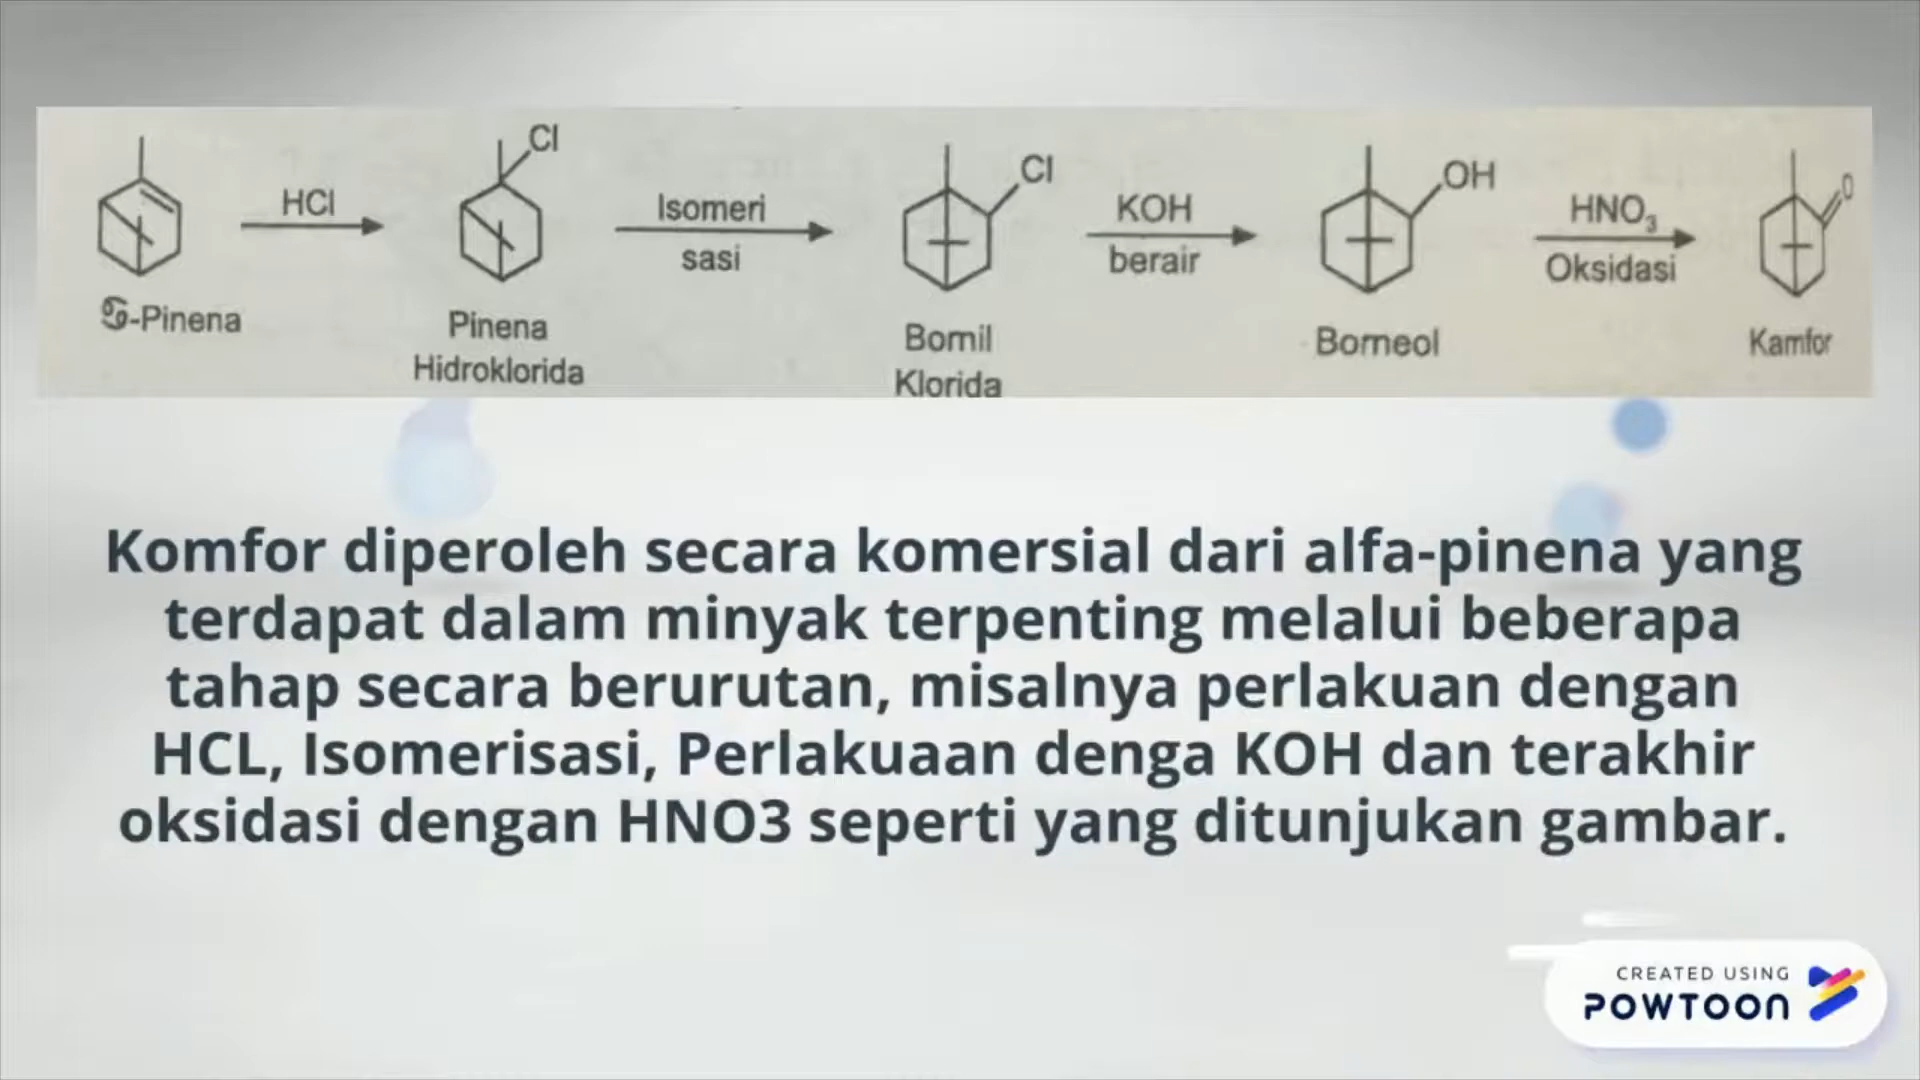 Cl
HCl
Isomeri
sasi
Cl
KOH
berair
OH
HNO3
Oksidasi
O
-Pinena
Pinena
Hidroklorida
Bornil
Klorida
Borneol
Kamfor
Komfor diperoleh secara komersial dari alfa-pinena yang
terdapat dalam minyak terpenting melalui beberapa
tahap secara berurutan, misalnya perlakuan dengan
HCL, Isomerisasi, Perlakuaan denga KOH dan terakhir
oksidasi dengan HNO3 seperti yang ditunjukan gambar.
CREATED USING
POWTOON